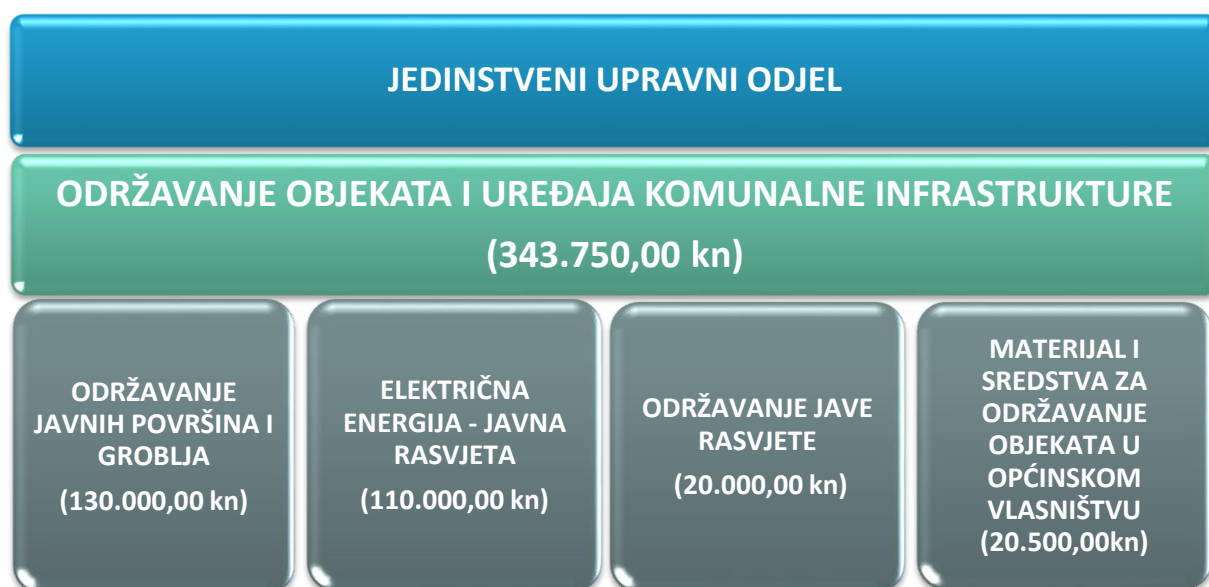 JEDINSTVENI UPRAVNI ODJEL
ODRŽAVANJE OBJEKATA I UREĐAJA KOMUNALNE INFRASTRUKTURE
(343.750,00 kn)
ODRŽAVANJE
JAVNIH POVRŠINA I
GROBLJA
(130.000,00 kn)
ELEKTRIČNA
ENERGIJA - JAVNA
RASVJETA
(110.000,00 kn)
ODRŽAVANJE JAVE
RASVJETE
(20.000,00 kn)
MATERIJAL I
SREDSTVA ZA
ODRŽAVANJE
OBJEKATA U
OPĆINSKOM
VLASNIŠTVU
(20.500,00kn)